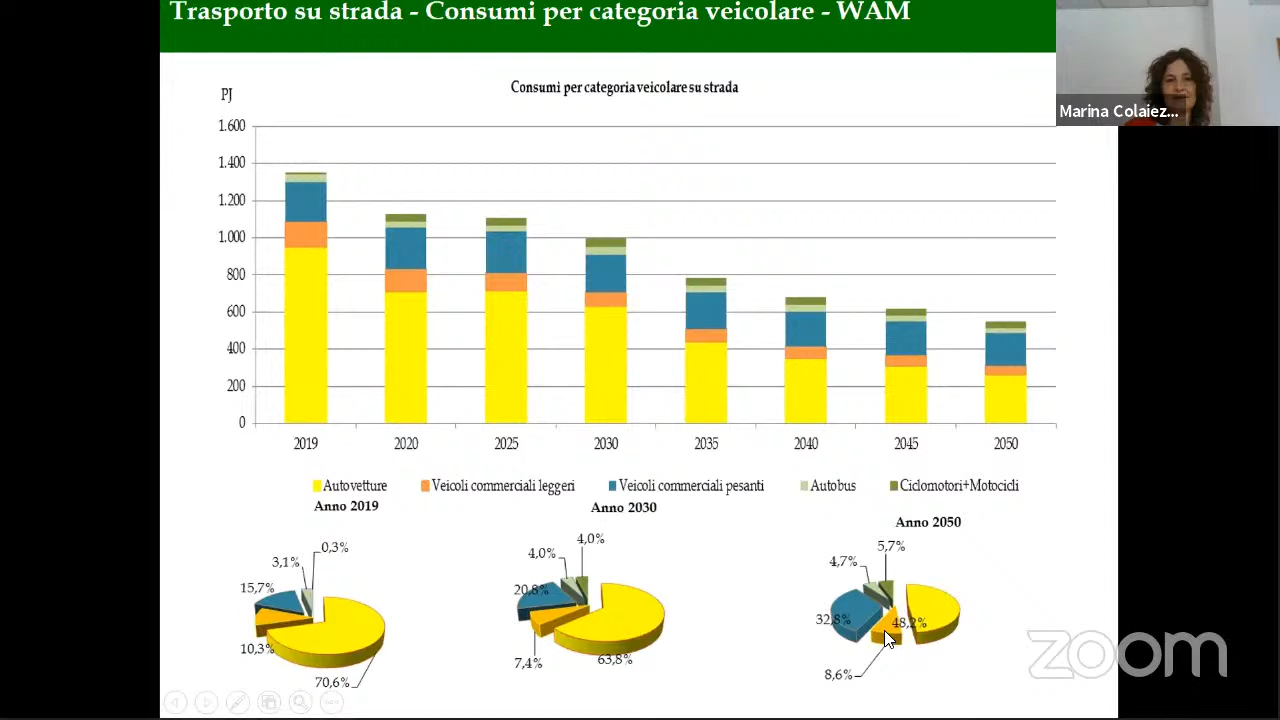 Trasporto su strada - Consumi per categoria veicolare - WAM
Marina Colaiez...
Consumi per categoria veicolare su strada
PJ
1.600
1.400
1.200
1.000
800
600
400
200
0
2019 2020 2025 2030 2035 2040 2045 2050
Autovetture Veicoli commerciali leggeri Veicoli commerciali pesanti Autobus Ciclomotori+Motocicli
Anno 2019
0,3%
3,1%
15,7%
10,3%
70,6%
Anno 2030
4,0%
4,0%
20,8%
7,4%
63,8%
Anno 2050
5,7%
4,7%
32,8%
48,2%
8,6%
zoom